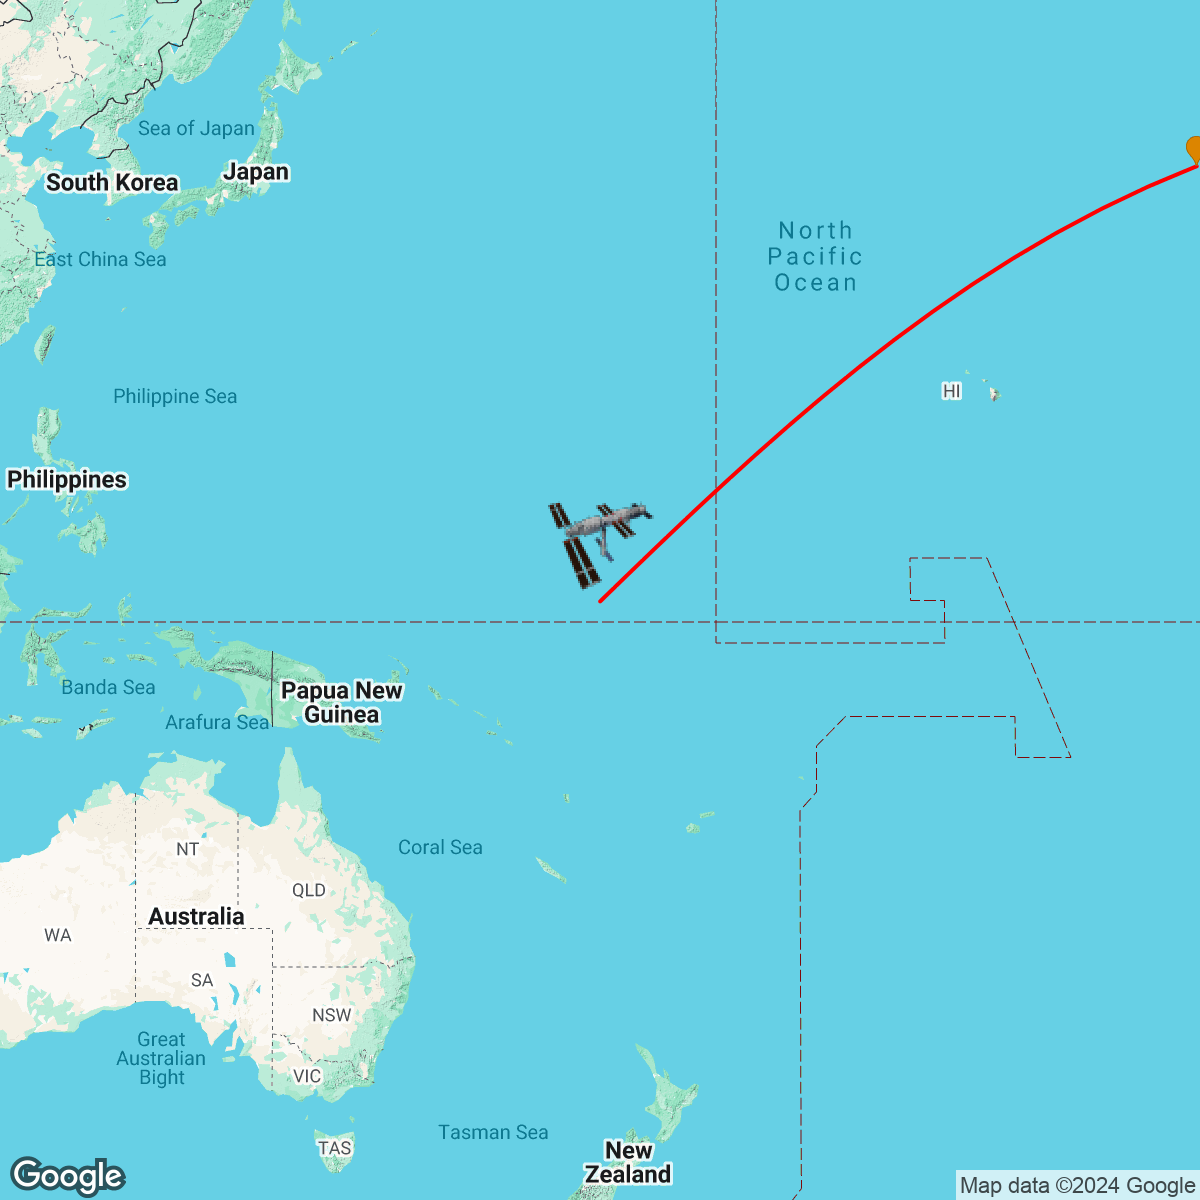 Sea of Japan
Japan
South Korea
North
Pacific
Ocean
East China Sea
HI
Philippine Sea
Philippines
Banda Sea
Papua New
Guinea
Arafura Sea
NT
Coral Sea
QLD
Australia
WA
SA
NSW
Great
Australian
Bight
VIC
Tasman Sea
TAS
New
Zealand
Google
Map data ©2024 Google